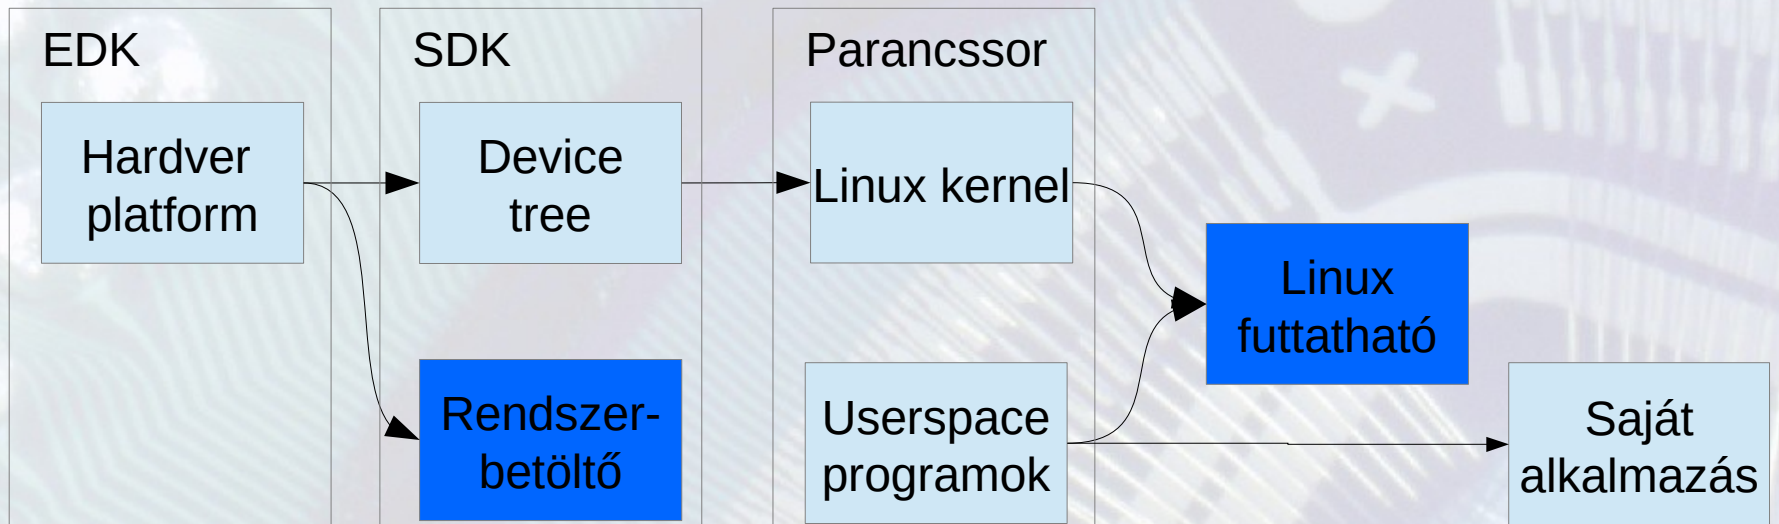 EDK
Hardver
platform
SDK
Device
tree
Rendszer-
betöltő
Parancssor
Linux kernel
Userspace
programok
Linux
futtatható
Saját
alkalmazás